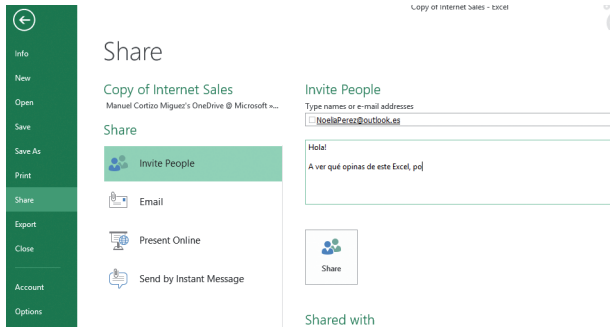 Copy of Internet Sales - Excel
Info
New
Open
Save
Save As
Print
Share
Export
Close
Account
Options
Share
Copy of Internet Sales
Manuel Cortizo Miguez's OneDrive @ Microsoft »...
Share
Invite People
Email
Present Online
Send by Instant Message
Invite People
Type names or e-mail addresses
NoeliaPerez@outlook.es
Hola!
A ver qué opinas de este Excel, po
Share
Shared with